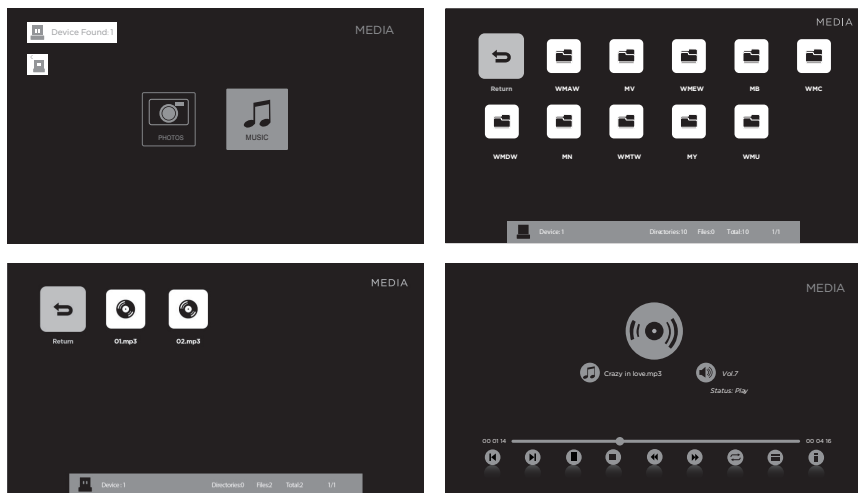 Device Found: 1
MEDIA
PHOTOS
MUSIC
MEDIA
Return WMAW MV WMEW MB WMC
WMDW MN WMTW MY WMU
Device: 1 Directories:10 Files:0 Total:10 1/1
MEDIA
Return 01.mp3 02.mp3
Device : 1 Directories:0 Files:2 Total:2 1/1
MEDIA
Crazy in love.mp3 Vol.7
Status: Play
00 01 14 00 04 16